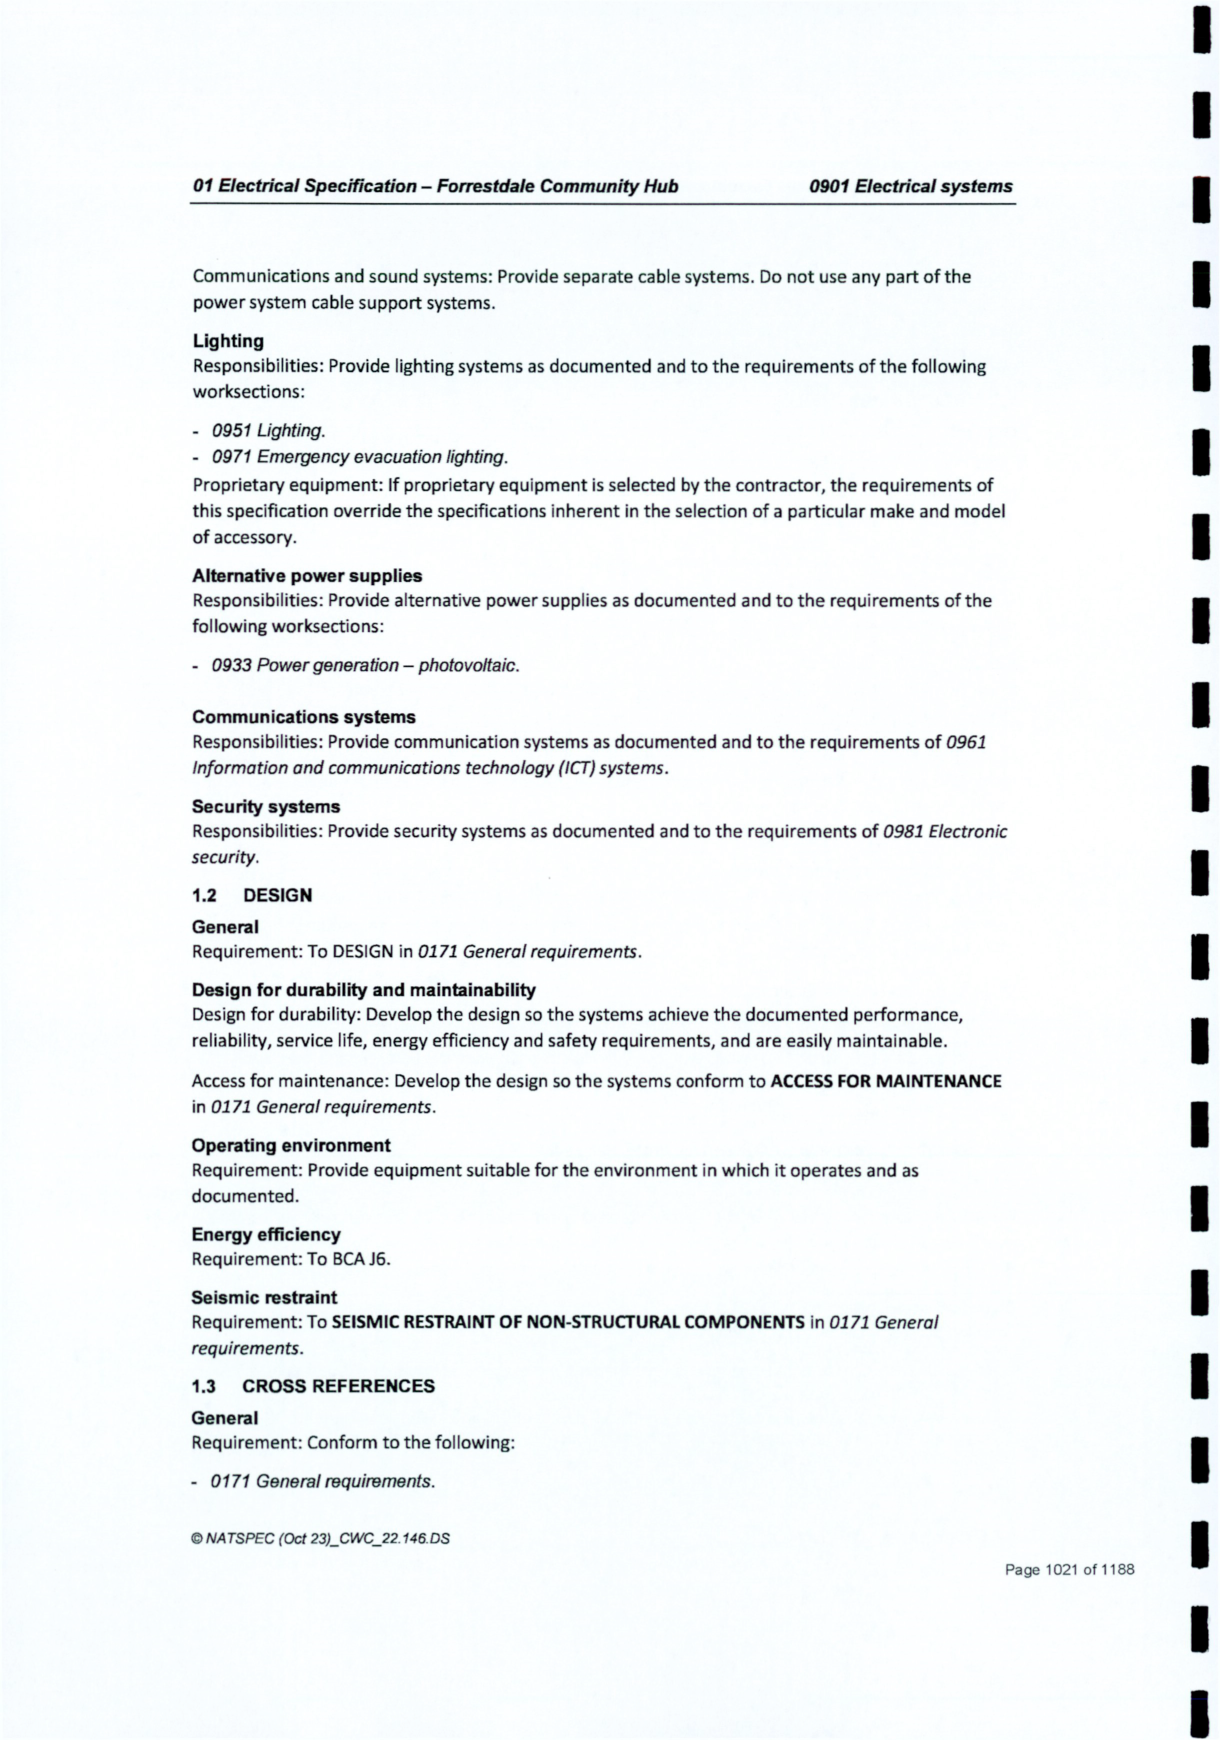 01 Electrical Specification – Forrestdale Community Hub 0901 Electrical systems
Communications and sound systems: Provide separate cable systems. Do not use any part of the
power system cable support systems.
Lighting
Responsibilities: Provide lighting systems as documented and to the requirements of the following
worksections:
- 0951 Lighting.
- 0971 Emergency evacuation lighting.
Proprietary equipment: If proprietary equipment is selected by the contractor, the requirements of
this specification override the specifications inherent in the selection of a particular make and model
of accessory.
Alternative power supplies
Responsibilities: Provide alternative power supplies as documented and to the requirements of the
following worksections:
- 0933 Power generation – photovoltaic.
Communications systems
Responsibilities: Provide communication systems as documented and to the requirements of 0961
Information and communications technology (ICT) systems.
Security systems
Responsibilities: Provide security systems as documented and to the requirements of 0981 Electronic
security.
1.2 DESIGN
General
Requirement: To DESIGN in 0171 General requirements.
Design for durability and maintainability
Design for durability: Develop the design so the systems achieve the documented performance,
reliability, service life, energy efficiency and safety requirements, and are easily maintainable.
Access for maintenance: Develop the design so the systems conform to ACCESS FOR MAINTENANCE
in 0171 General requirements.
Operating environment
Requirement: Provide equipment suitable for the environment in which it operates and as
documented.
Energy efficiency
Requirement: To BCA J6.
Seismic restraint
Requirement: To SEISMIC RESTRAINT OF NON-STRUCTURAL COMPONENTS in 0171 General
requirements.
1.3 CROSS REFERENCES
General
Requirement: Conform to the following:
- 0171 General requirements.
© NATSPEC (Oct 23)_CWC_22.146.DS
Page 1021 of 1188